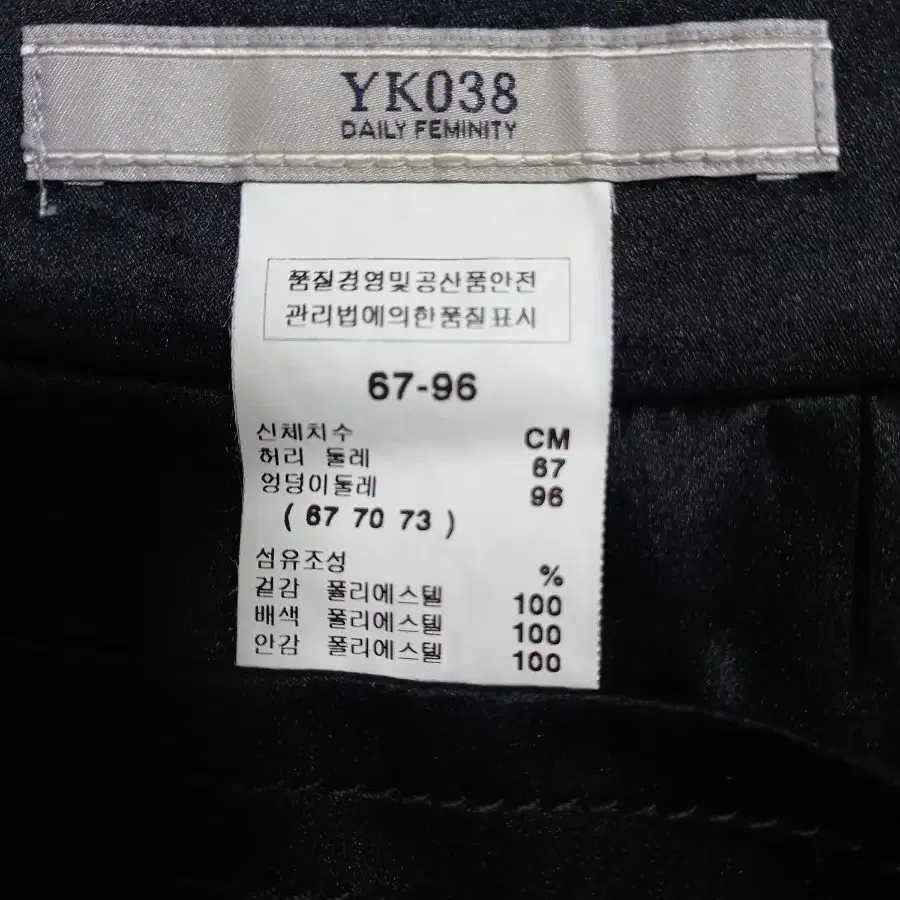 YK038
DAILY FEMINITY
품질경영및공산품안전
관리법에의한품질표시
67-96
신체치수 CM
허리 둘레 67
엉덩이둘레 96
( 67 70 73 )
섬유조성 %
겉감 폴리에스텔 100
배색 폴리에스텔 100
안감 폴리에스텔 100